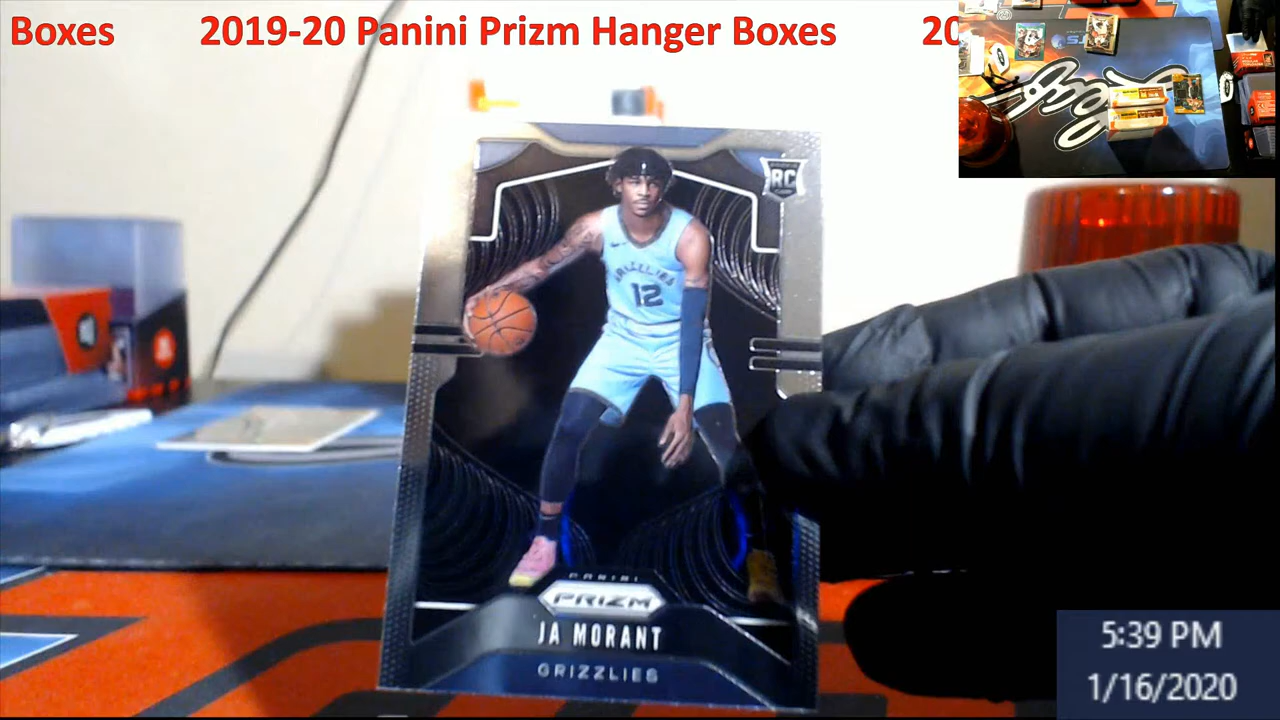 Boxes 2019-20 Panini Prizm Hanger Boxes 20
RC
GRIZZLIES
12
PANINI
PRIZM
JA MORANT
GRIZZLIES
5:39 PM
1/16/2020